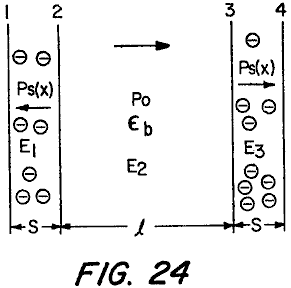 1 2 3 4
Ps(x) Po Ps(x)
ϵb
E1 E2 E3
S l S
FIG. 24